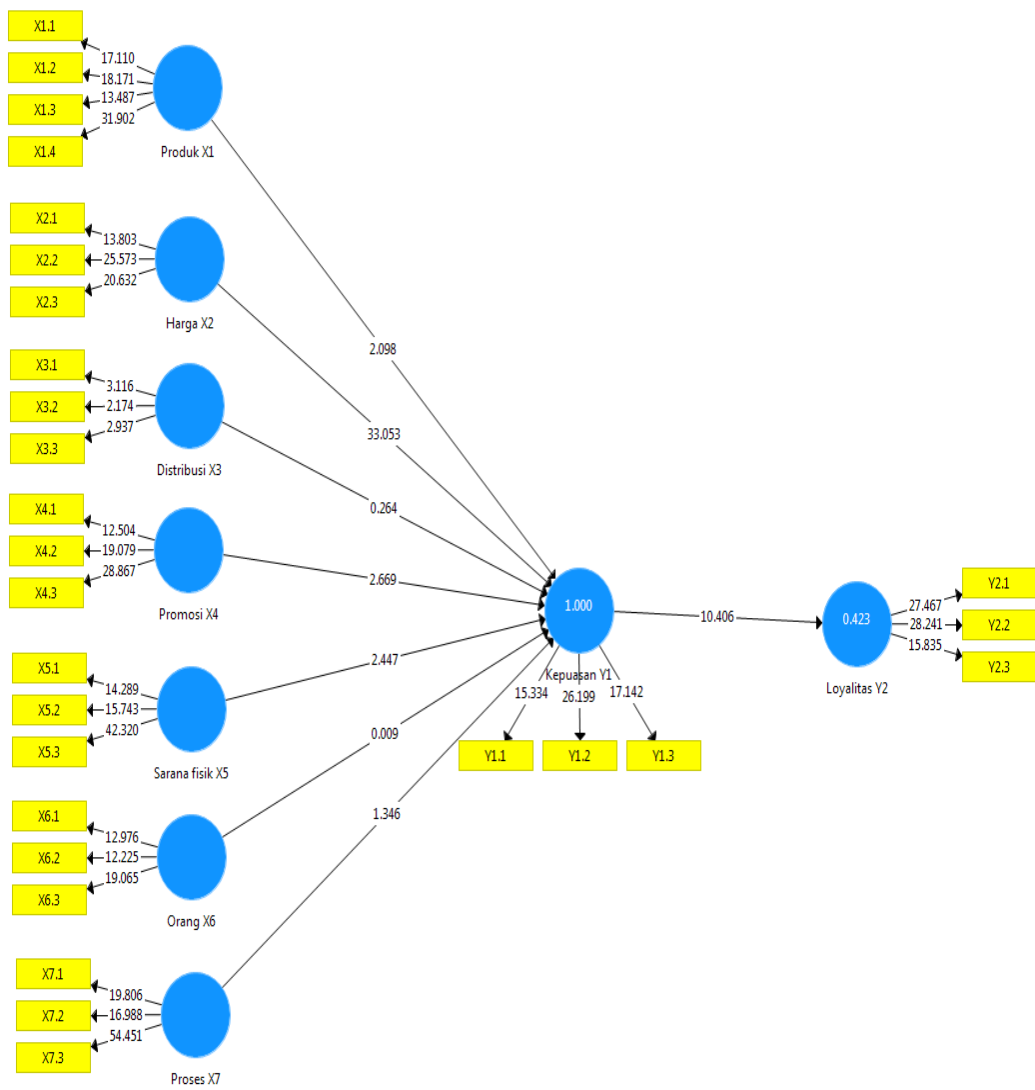 X1.1
X1.2
X1.3
X1.4
17.110
18.171
13.487
31.902
Produk X1
X2.1
X2.2
X2.3
13.803
25.573
20.632
Harga X2
X3.1
X3.2
X3.3
3.116
2.174
2.937
Distribusi X3
X4.1
X4.2
X4.3
12.504
19.079
28.867
Promosi X4
X5.1
X5.2
X5.3
14.289
15.743
42.320
Sarana fisik X5
X6.1
X6.2
X6.3
12.976
12.225
19.065
Orang X6
X7.1
X7.2
X7.3
19.806
16.988
54.451
Proses X7
2.098
33.053
0.264
2.669
2.447
0.009
1.346
1.000
Kepuasan Y1
15.334
26.199
17.142
Y1.1
Y1.2
Y1.3
10.406
0.423
Loyalitas Y2
27.467
28.241
15.835
Y2.1
Y2.2
Y2.3